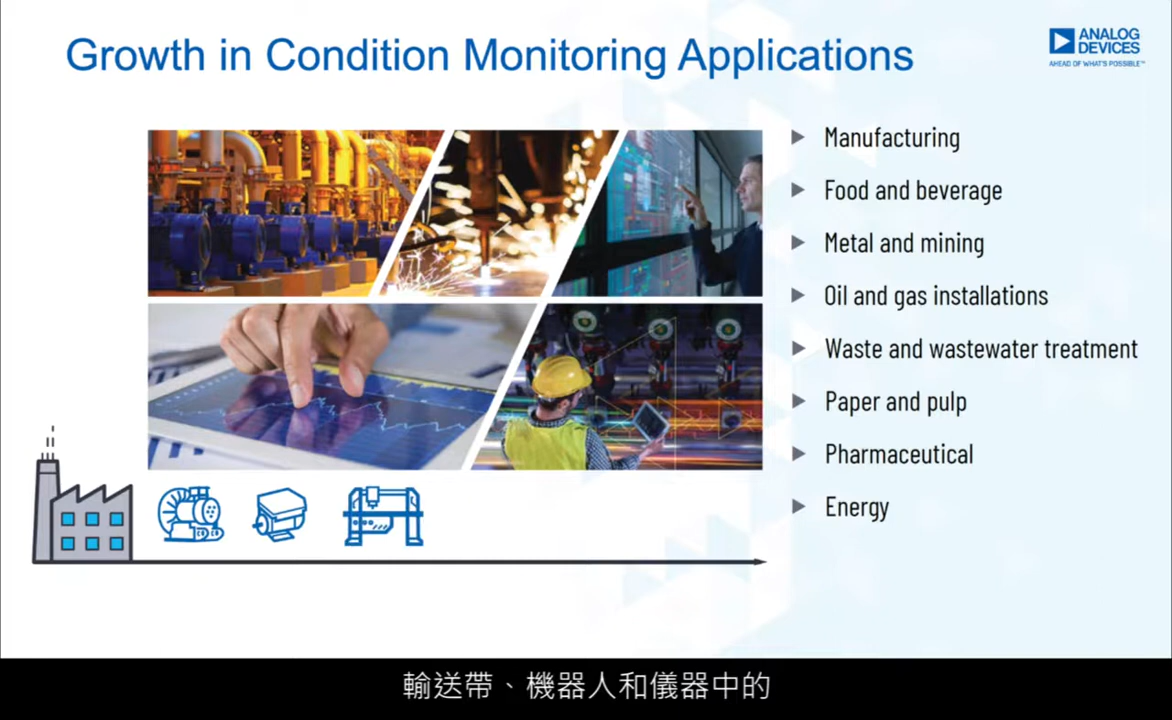 Growth in Condition Monitoring Applications
ANALOG
DEVICES
AHEAD OF WHAT'S POSSIBLE™
Manufacturing
Food and beverage
Metal and mining
Oil and gas installations
Waste and wastewater treatment
Paper and pulp
Pharmaceutical
Energy
輸送帶、機器人和儀器中的